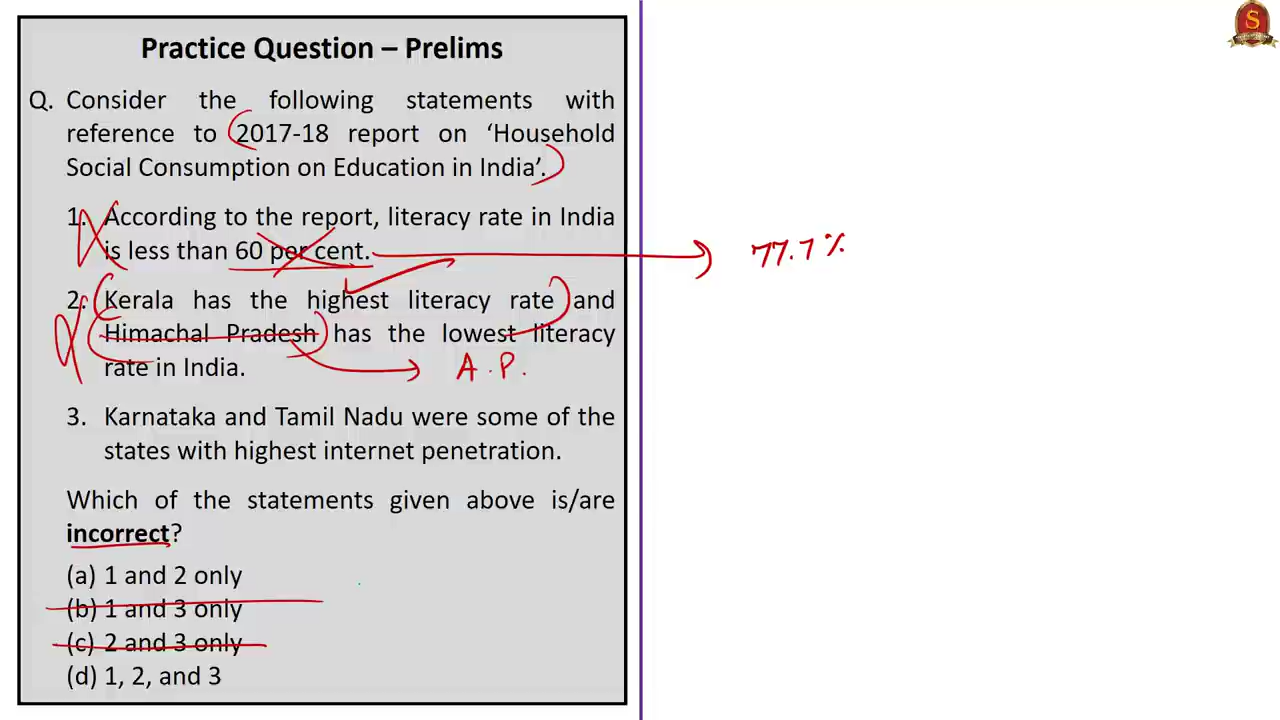 Practice Question – Prelims
Q. Consider the following statements with
reference to 2017-18 report on ‘Household
Social Consumption on Education in India’.
1. According to the report, literacy rate in India
is less than 60 per cent.
77.7 %
2. Kerala has the highest literacy rate and
Himachal Pradesh has the lowest literacy
rate in India.
A.P.
3. Karnataka and Tamil Nadu were some of the
states with highest internet penetration.
Which of the statements given above is/are
incorrect?
(a) 1 and 2 only
(b) 1 and 3 only
(c) 2 and 3 only
(d) 1, 2, and 3
S